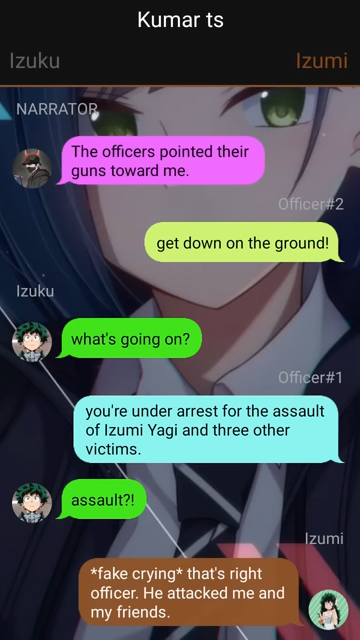 Kumar ts
Izuku
Izumi
NARRATOR
The officers pointed their
guns toward me.
Officer#2
get down on the ground!
Izuku
what's going on?
Officer#1
you're under arrest for the assault
of Izumi Yagi and three other
victims.
assault?!
Izumi
*fake crying* that's right
officer. He attacked me and
my friends.